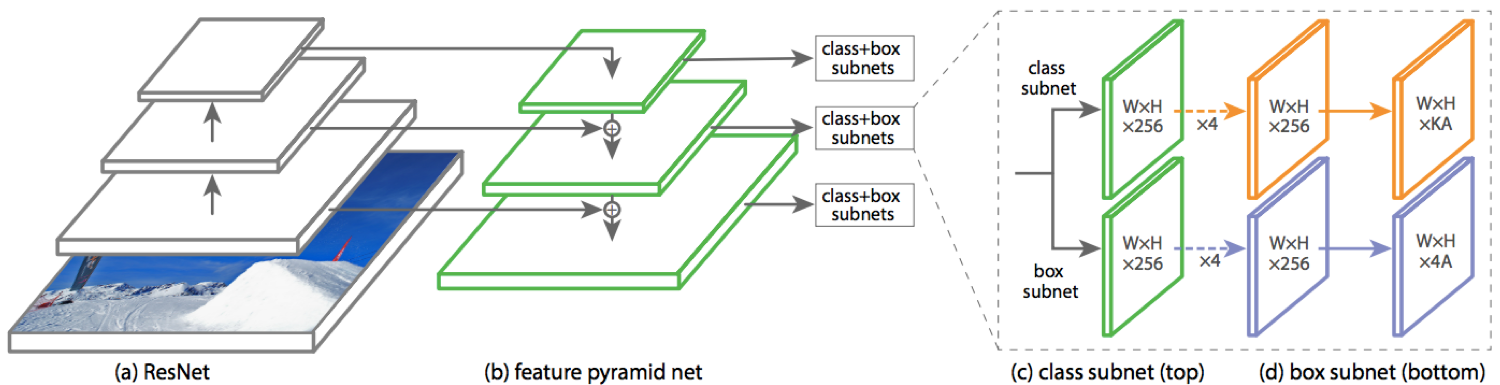 class+box
subnets
class+box
subnets
class+box
subnets
class
subnet
W×H
×256
×4
W×H
×256
W×H
×KA
W×H
×256
×4
W×H
×256
W×H
×4A
box
subnet
(a) ResNet
(b) feature pyramid net
(c) class subnet (top)
(d) box subnet (bottom)